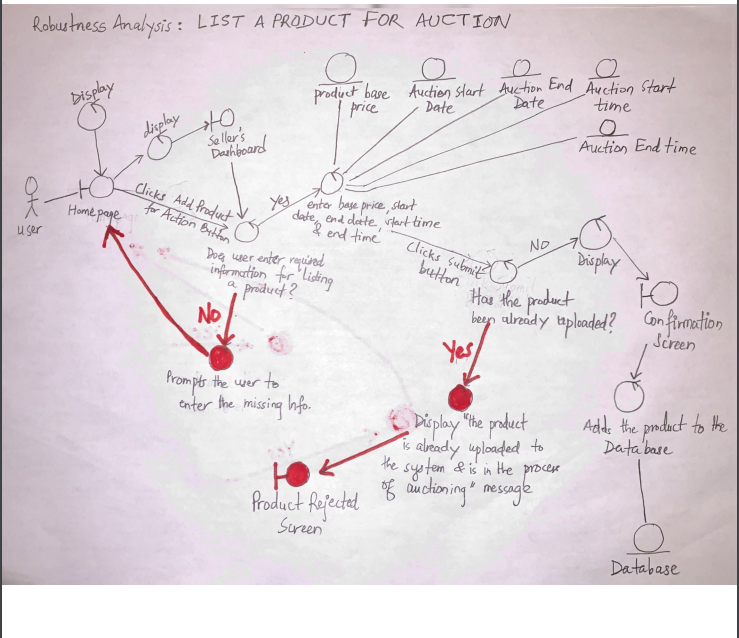 Robustness Analysis: LIST A PRODUCT FOR AUCTION
Display
display
Seller's
Dashboard
product base
price
Auction start
Date
Auction End
Date
Auction start
time
Auction End time
user
Homepage
Clicks Add Product
for Action Button
Yes
enter base price, start
date, end date, start time
& end time
Does user enter required
information for listing
a product?
No
Prompts the user to
enter the missing Info.
Clicks submit
button
NO
Display
Has the product
been already uploaded?
Yes
Confirmation
Screen
Display "the product
is already uploaded to
the system & is in the process
of auctioning" message
Product Rejected
Screen
Adds the product to the
Database
Database